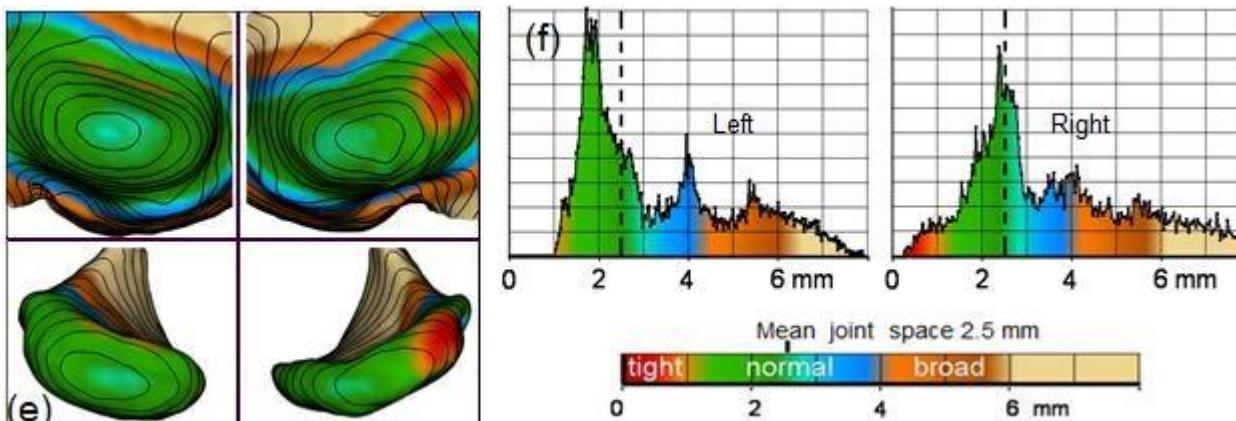 (e)
(f)
Left
0 2 4 6 mm
Right
0 2 4 6 mm
Mean joint space 2.5 mm
tight normal broad
0 2 4 6 mm